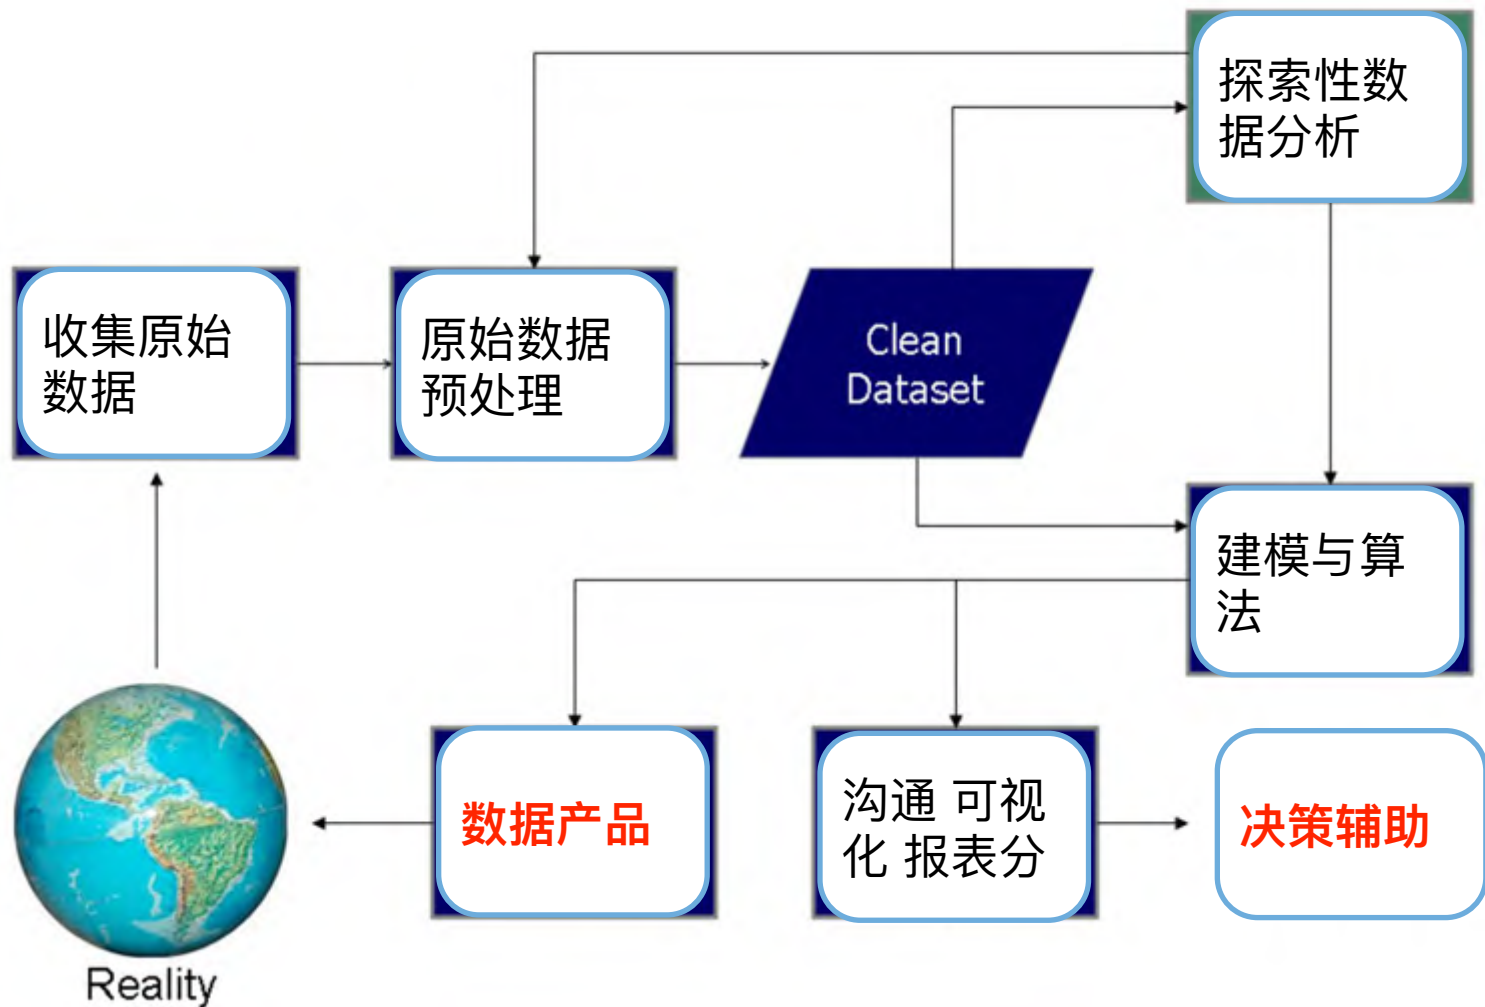 探索性数
据分析
收集原始
数据
原始数据
预处理
Clean
Dataset
建模与算
法
数据产品
沟通 可视
化 报表分
决策辅助
Reality